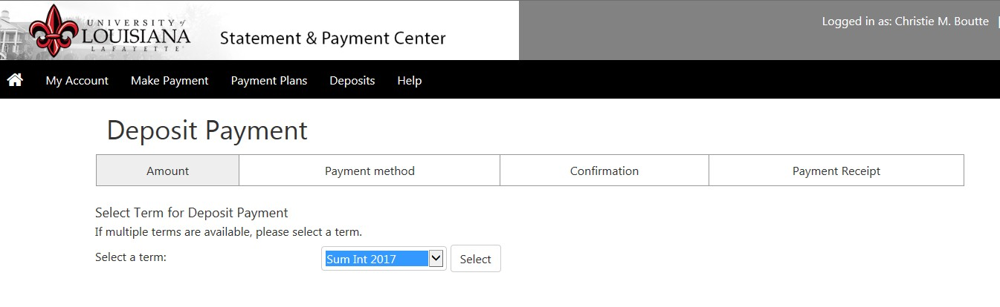 UNIVERSITY of
LOUISIANA
LAFAYETTE
Statement & Payment Center
Logged in as: Christie M. Boutte
My Account Make Payment Payment Plans Deposits Help
Deposit Payment
Amount Payment method Confirmation Payment Receipt
Select Term for Deposit Payment
If multiple terms are available, please select a term.
Select a term: Sum Int 2017 Select